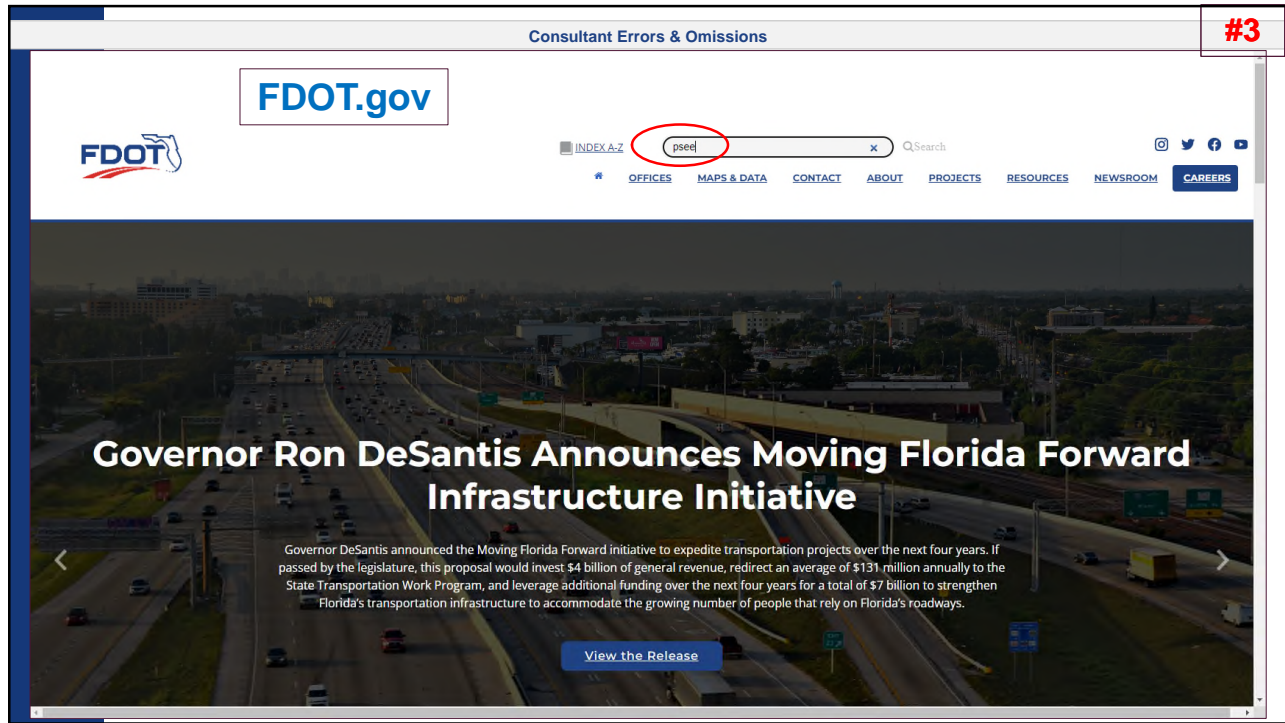 Consultant Errors & Omissions
#3
FDOT.gov
FDOT
INDEX A-Z
psee
x
Search
OFFICES
MAPS & DATA
CONTACT
ABOUT
PROJECTS
RESOURCES
NEWSROOM
CAREERS
Governor Ron DeSantis Announces Moving Florida Forward
Infrastructure Initiative
Governor DeSantis announced the Moving Florida Forward initiative to expedite transportation projects over the next four years. If
passed by the legislature, this proposal would invest $4 billion of general revenue, redirect an average of $131 million annually to the
State Transportation Work Program, and leverage additional funding over the next four years for a total of $7 billion to strengthen
Florida's transportation infrastructure to accommodate the growing number of people that rely on Florida's roadways.
View the Release